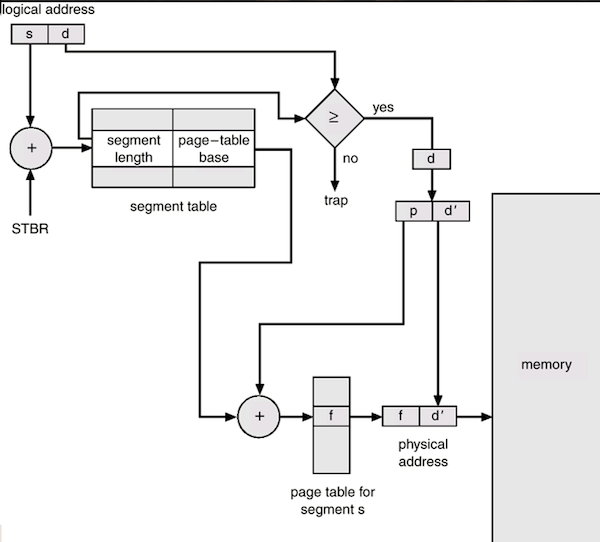 logical address
s d
≥
yes
no
trap
+
segment length
page–table base
segment table
STBR
d
p d′
memory
+
f
f d′
physical
address
page table for
segment s